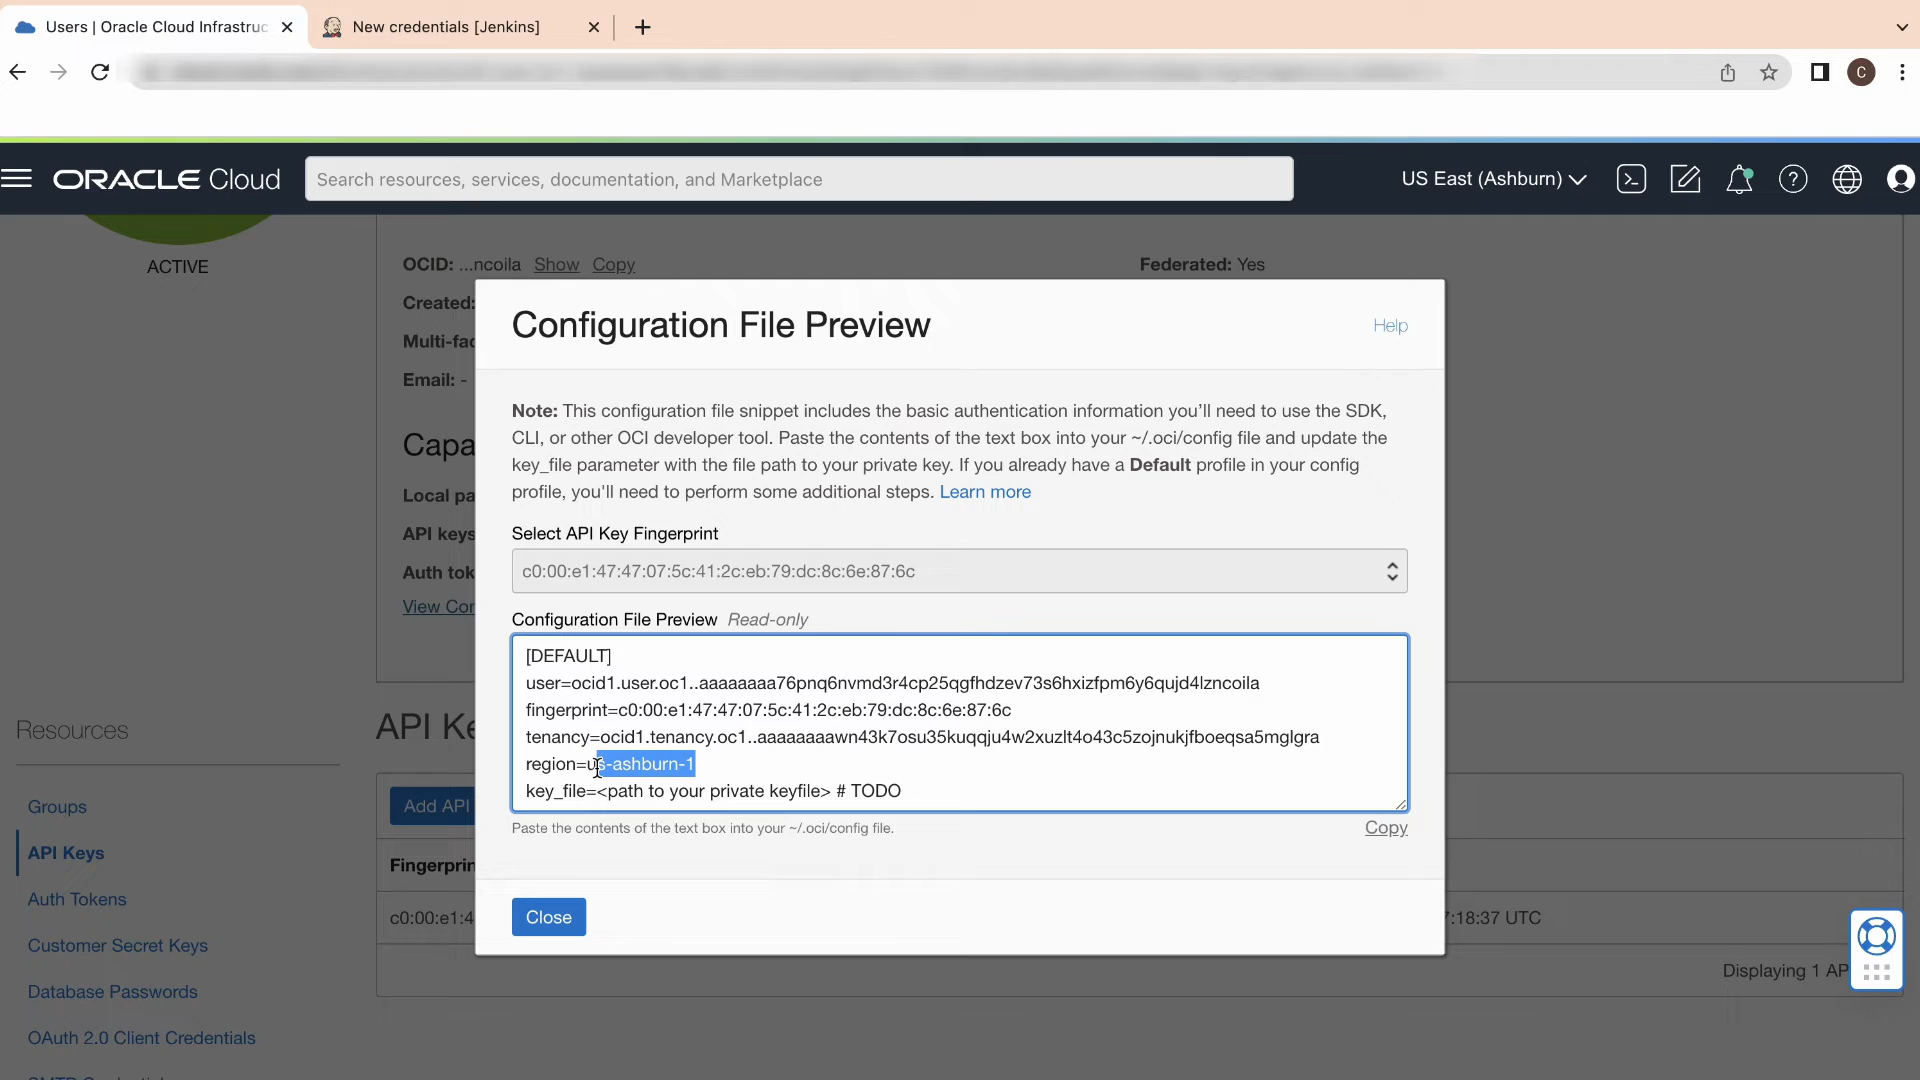 Users | Oracle Cloud Infrastruc
New credentials [Jenkins]
C
ORACLE Cloud
Search resources, services, documentation, and Marketplace
US East (Ashburn)
ACTIVE
OCID: ...ncoila Show Copy
Federated: Yes
Created:
Multi-fac
Email: -
Capa
Local pa
API keys
Auth tok
View Con
Configuration File Preview
Help
Note: This configuration file snippet includes the basic authentication information you'll need to use the SDK,
CLI, or other OCI developer tool. Paste the contents of the text box into your ~/.oci/config file and update the
key_file parameter with the file path to your private key. If you already have a Default profile in your config
profile, you'll need to perform some additional steps. Learn more
Select API Key Fingerprint
c0:00:e1:47:47:07:5c:41:2c:eb:79:dc:8c:6e:87:6c
Configuration File Preview Read-only
[DEFAULT]
user=ocid1.user.oc1..aaaaaaaa76pnq6nvmd3r4cp25qgfhdzev73s6hxizfpm6y6qujd4lzncoila
fingerprint=c0:00:e1:47:47:07:5c:41:2c:eb:79:dc:8c:6e:87:6c
tenancy=ocid1.tenancy.oc1..aaaaaaaawn43k7osu35kuqqju4w2xuzlt4o43c5zojnukjfboeqsa5mglgra
region=us-ashburn-1
key_file=<path to your private keyfile> # TODO
Paste the contents of the text box into your ~/.oci/config file.
Copy
Close
Resources
Groups
API Keys
Auth Tokens
Customer Secret Keys
Database Passwords
OAuth 2.0 Client Credentials
API Ke
Add API
Fingerprin
c0:00:e1:4
7:18:37 UTC
Displaying 1 AP